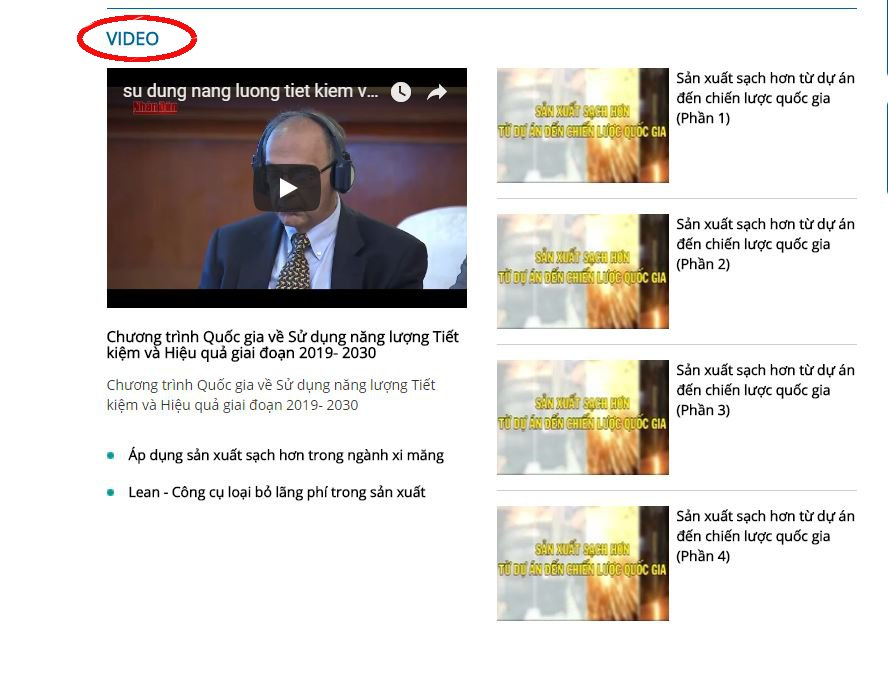 VIDEO
su dung nang luong tiet kiem v...
Nhân Dân
Chương trình Quốc gia về Sử dụng năng lượng Tiết
kiệm và Hiệu quả giai đoạn 2019- 2030
Chương trình Quốc gia về Sử dụng năng lượng Tiết
kiệm và Hiệu quả giai đoạn 2019- 2030
Áp dụng sản xuất sạch hơn trong ngành xi măng
Lean - Công cụ loại bỏ lãng phí trong sản xuất
SẢN XUẤT SẠCH HƠN
TỪ DỰ ÁN ĐẾN CHIẾN LƯỢC QUỐC GIA
Sản xuất sạch hơn từ dự án
đến chiến lược quốc gia
(Phần 1)
SẢN XUẤT SẠCH HƠN
TỪ DỰ ÁN ĐẾN CHIẾN LƯỢC QUỐC GIA
Sản xuất sạch hơn từ dự án
đến chiến lược quốc gia
(Phần 2)
SẢN XUẤT SẠCH HƠN
TỪ DỰ ÁN ĐẾN CHIẾN LƯỢC QUỐC GIA
Sản xuất sạch hơn từ dự án
đến chiến lược quốc gia
(Phần 3)
SẢN XUẤT SẠCH HƠN
TỪ DỰ ÁN ĐẾN CHIẾN LƯỢC QUỐC GIA
Sản xuất sạch hơn từ dự án
đến chiến lược quốc gia
(Phần 4)